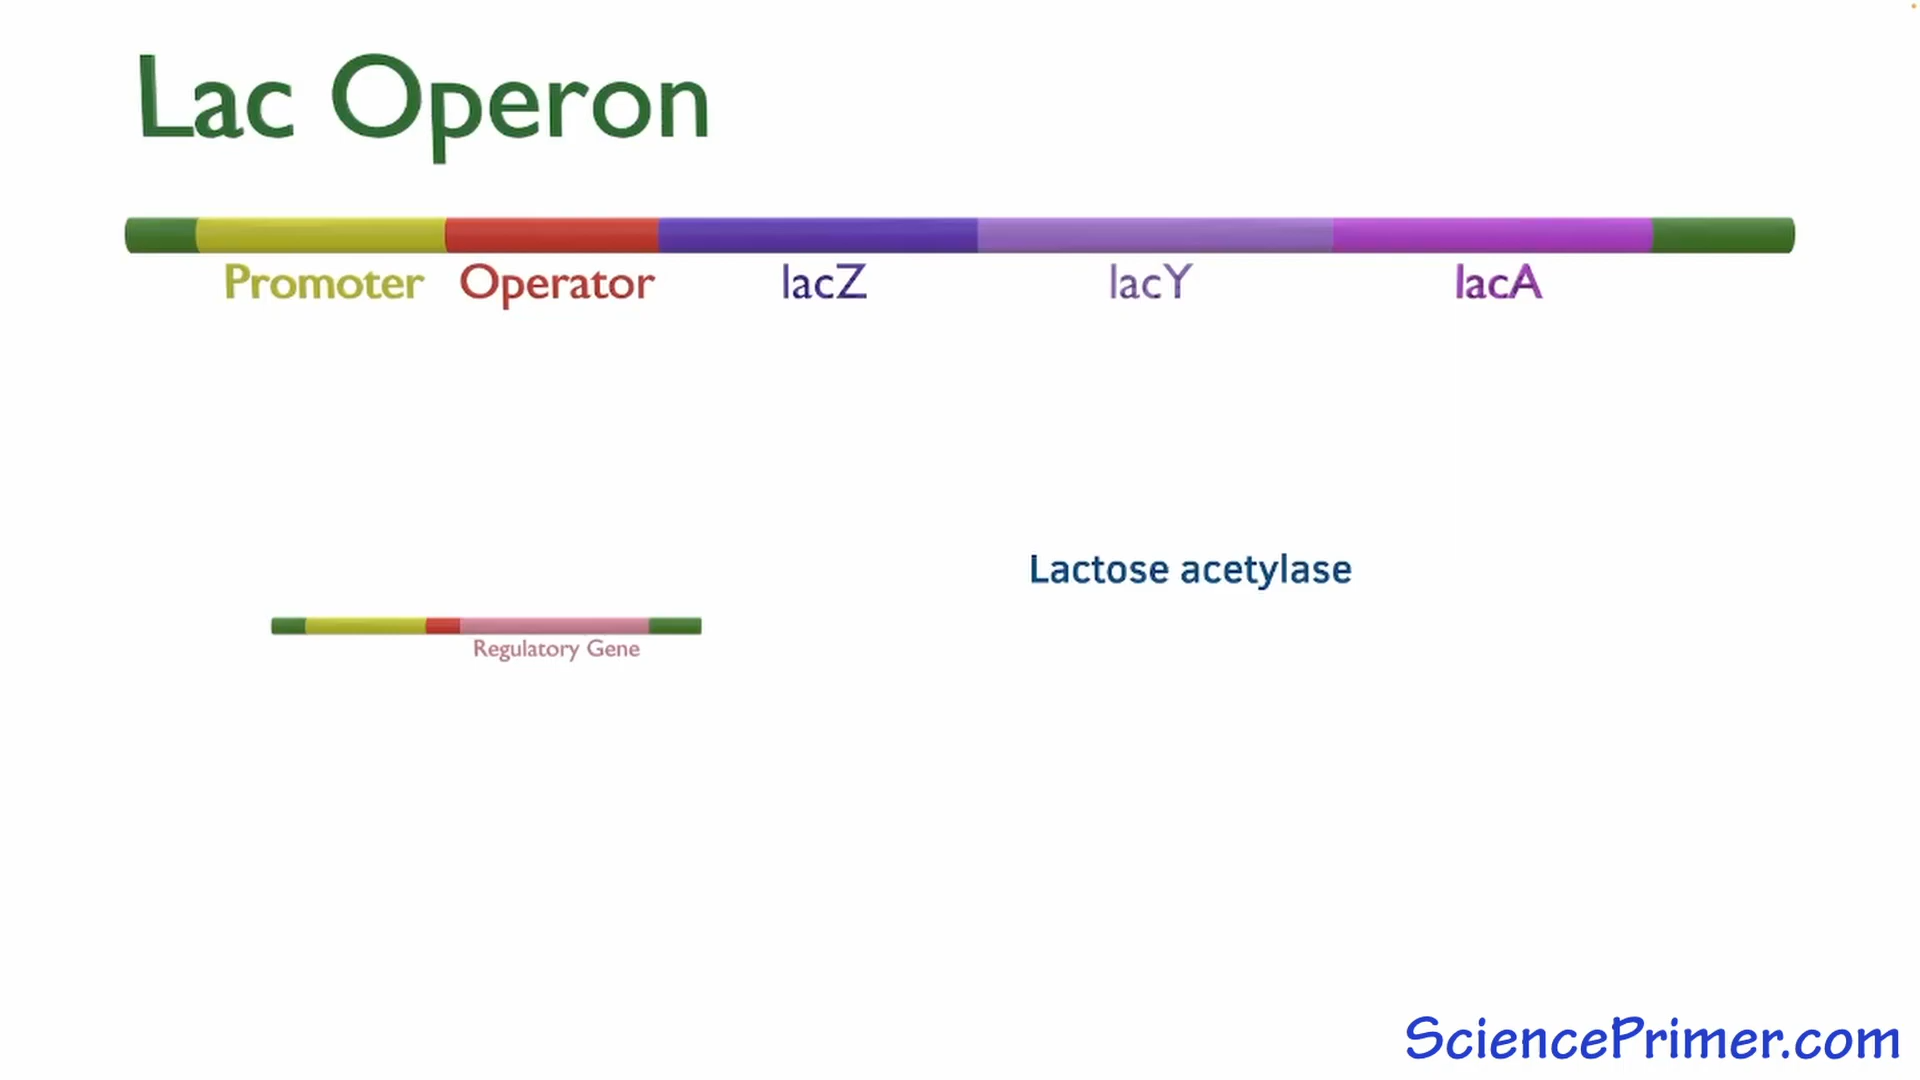 Lac Operon
Promoter Operator lacZ lacY lacA
Lactose acetylase
Regulatory Gene
SciencePrimer.com